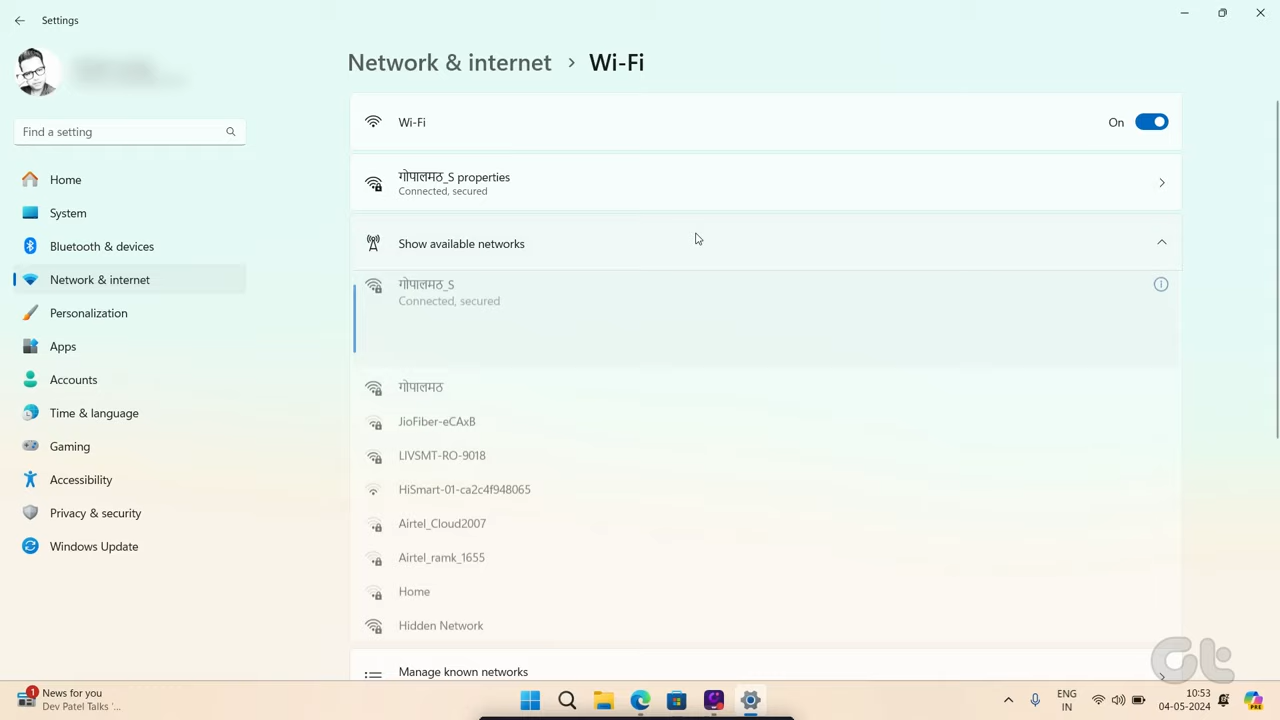 Settings
Network & internet > Wi-Fi
Find a setting
Home
System
Bluetooth & devices
Network & internet
Personalization
Apps
Accounts
Time & language
Gaming
Accessibility
Privacy & security
Windows Update
Wi-Fi
On
गोपालमठ_S properties
Connected, secured
Show available networks
गोपालमठ_S
Connected, secured
गोपालमठ
JioFiber-eCAxB
LIVSMT-RO-9018
HiSmart-01-ca2c4f948065
Airtel_Cloud2007
Airtel_ramk_1655
Home
Hidden Network
Manage known networks
Gt
1
News for you
Dev Patel Talks '...
ENG
IN
10:53
04-05-2024
PRE